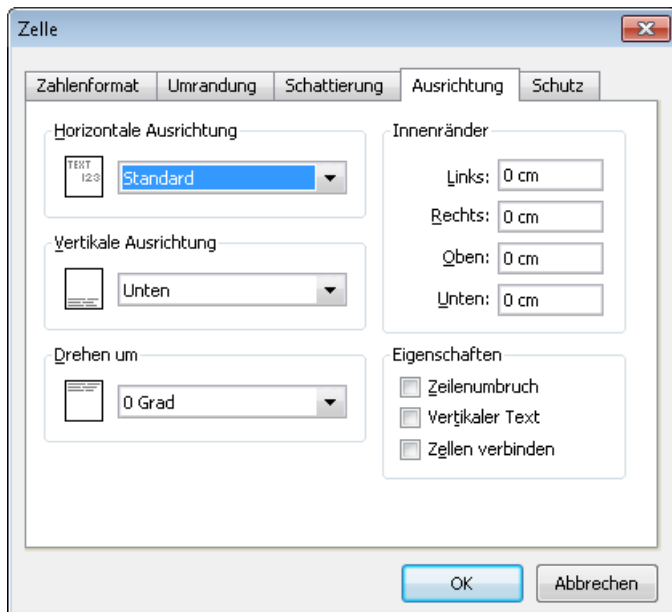 Zelle
Zahlenformat Umrandung Schattierung Ausrichtung Schutz
Horizontale Ausrichtung
TEXT
123
Standard
Vertikale Ausrichtung
Unten
Drehen um
0 Grad
Innenränder
Links: 0 cm
Rechts: 0 cm
Oben: 0 cm
Unten: 0 cm
Eigenschaften
Zeilenumbruch
Vertikaler Text
Zellen verbinden
OK Abbrechen